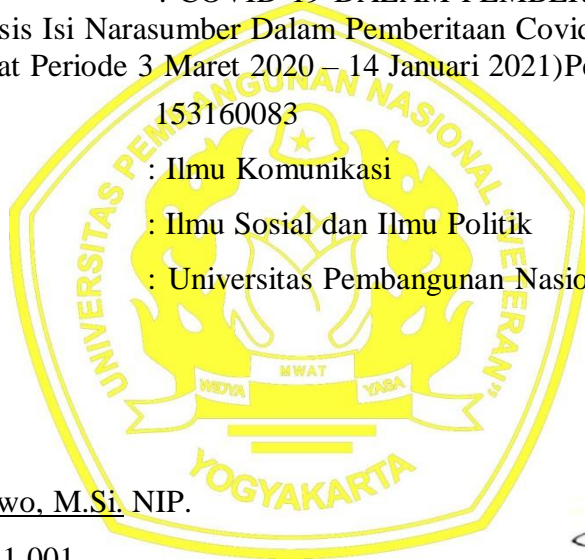 : COVID-19 DALAM PEMBER
sis Isi Narasumber Dalam Pemberitaan Covid
at Periode 3 Maret 2020 – 14 Januari 2021)Pe
153160083
: Ilmu Komunikasi
: Ilmu Sosial dan Ilmu Politik
: Universitas Pembangunan Nasio
UNIVERSITAS PEMBANGUNAN NASIONAL "VETERAN"
WIDYA MWAT YASA
YOGYAKARTA
wo, M.Si. NIP.
1 001